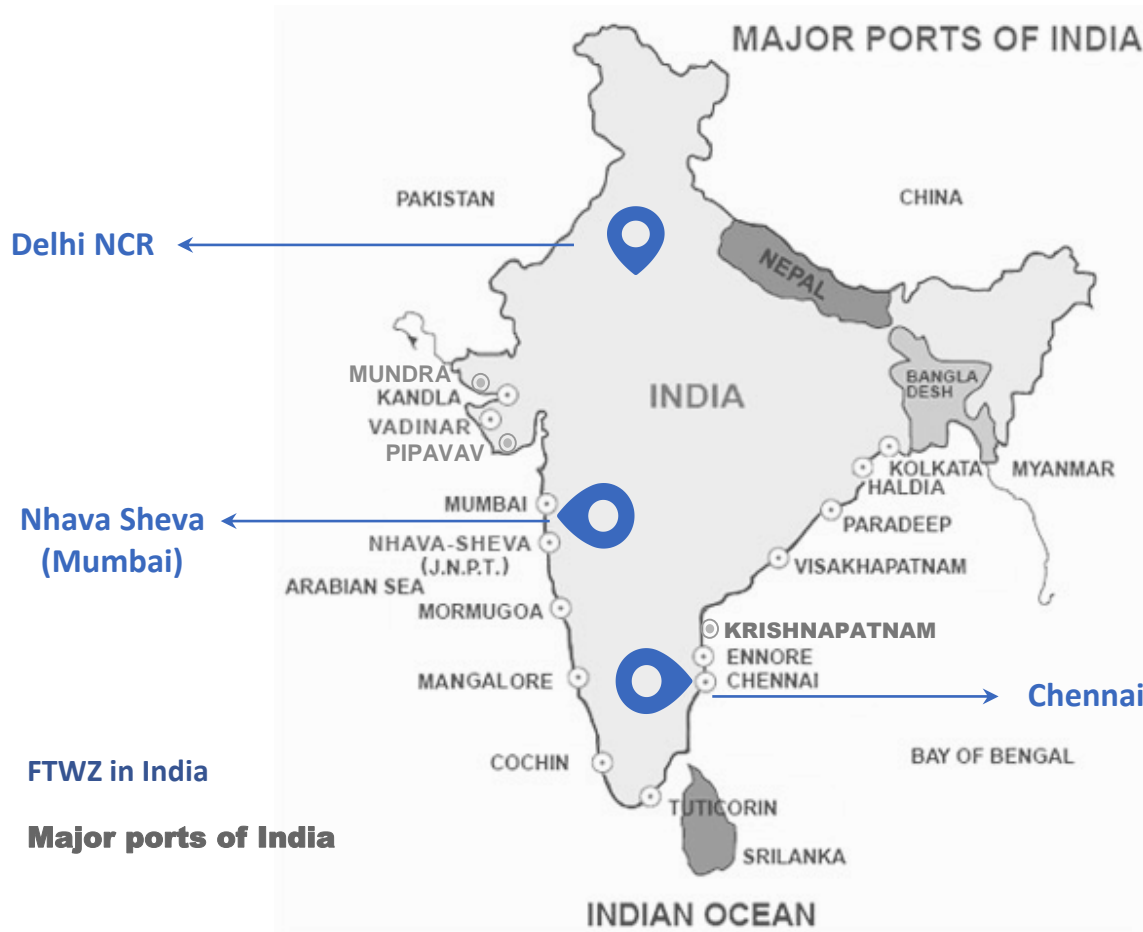 MAJOR PORTS OF INDIA
PAKISTAN
CHINA
Delhi NCR
NEPAL
MUNDRA
KANDLA
VADINAR
PIPAVAV
INDIA
BANGLA
DESH
KOLKATA
MYANMAR
HALDIA
MUMBAI
PARADEEP
Nhava Sheva
(Mumbai)
NHAVA-SHEVA
(J.N.P.T.)
VISAKHAPATNAM
ARABIAN SEA
MORMUGOA
KRISHNAPATNAM
ENNORE
MANGALORE
CHENNAI
Chennai
COCHIN
BAY OF BENGAL
FTWZ in India
TUTICORIN
Major ports of India
SRILANKA
INDIAN OCEAN